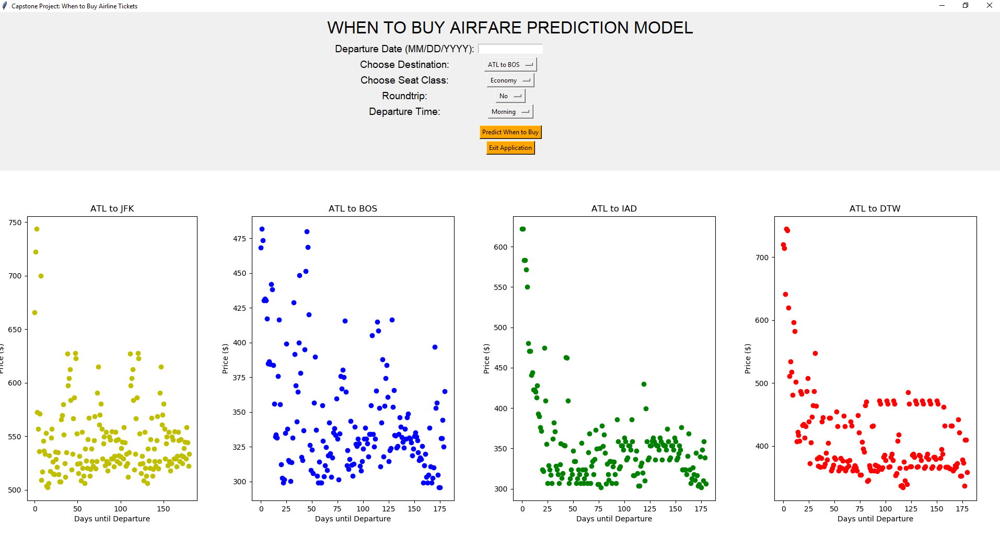 Capstone Project: When to Buy Airline Tickets
WHEN TO BUY AIRFARE PREDICTION MODEL
Departure Date (MM/DD/YYYY):
Choose Destination: ATL to BOS
Choose Seat Class: Economy
Roundtrip: No
Departure Time: Morning
Predict When to Buy
Exit Application
ATL to JFK
750
700
650
600
550
500
Price ($)
0 50 100 150
Days until Departure
ATL to BOS
475
450
425
400
375
350
325
300
Price ($)
0 25 50 75 100 125 150 175
Days until Departure
ATL to IAD
600
550
500
450
400
350
300
Price ($)
0 25 50 75 100 125 150 175
Days until Departure
ATL to DTW
700
600
500
400
Price ($)
0 25 50 75 100 125 150 175
Days until Departure